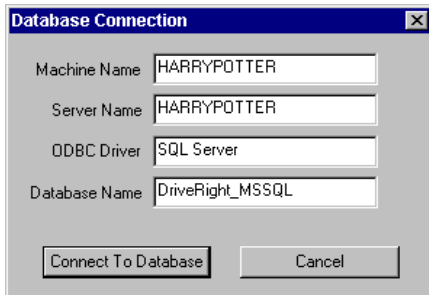 Database Connection
Machine Name HARRYPOTTER
Server Name HARRYPOTTER
ODBC Driver SQL Server
Database Name DriveRight_MSSQL
Connect To Database Cancel